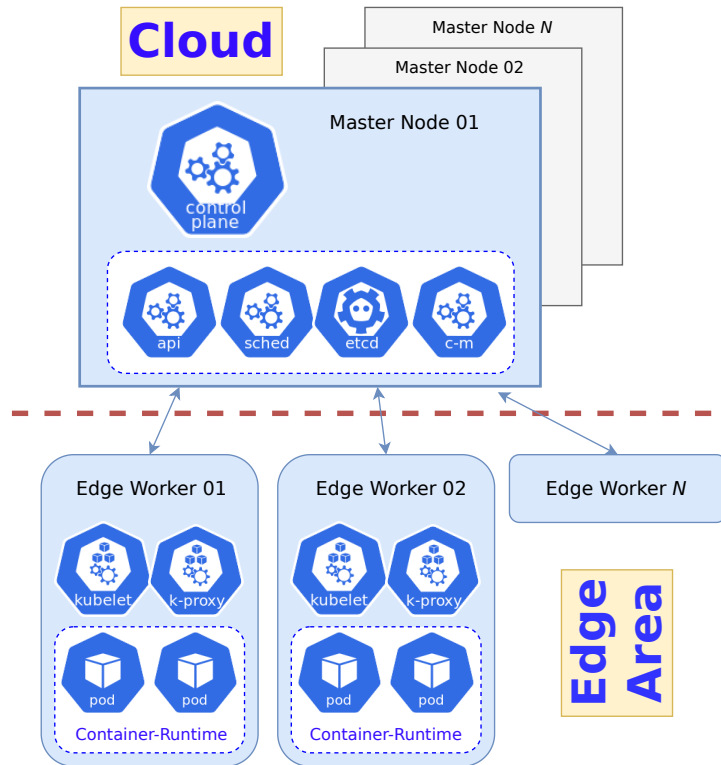 Cloud
Master Node N
Master Node 02
Master Node 01
control
plane
api
sched
etcd
c-m
Edge Worker 01
Edge Worker 02
Edge Worker N
kubelet
k-proxy
kubelet
k-proxy
pod
pod
pod
pod
Container-Runtime
Container-Runtime
Edge
Area